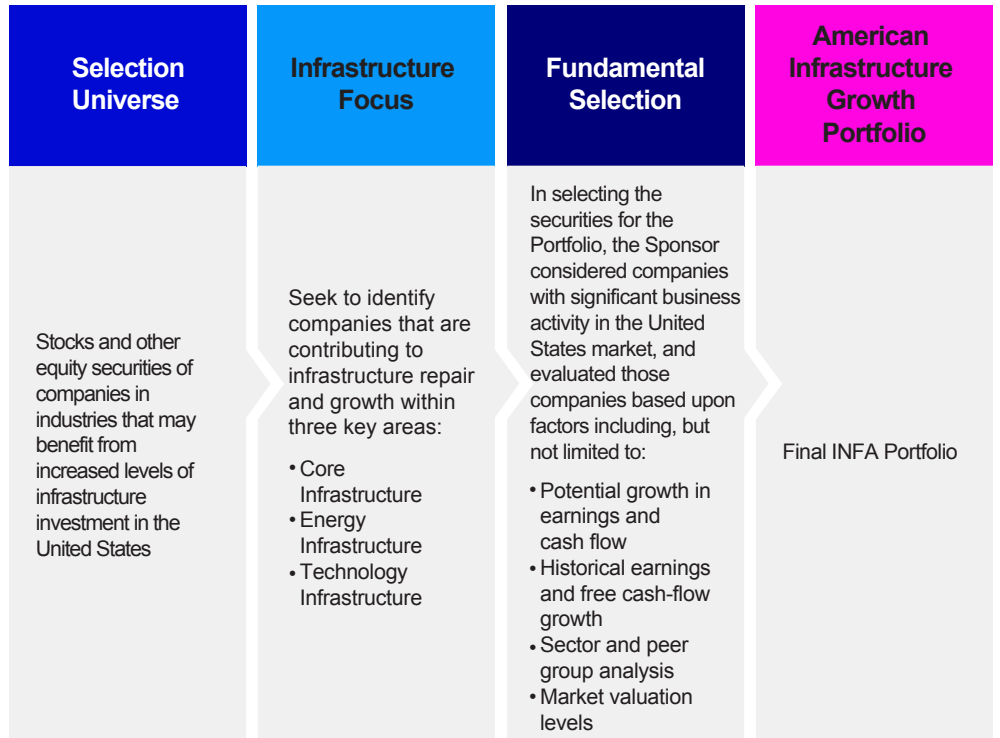 Selection
Universe
Stocks and other
equity securities of
companies in
industries that may
benefit from
increased levels of
infrastructure
investment in the
United States
Infrastructure
Focus
Seek to identify
companies that are
contributing to
infrastructure repair
and growth within
three key areas:
• Core
Infrastructure
• Energy
Infrastructure
• Technology
Infrastructure
Fundamental
Selection
In selecting the
securities for the
Portfolio, the Sponsor
considered companies
with significant business
activity in the United
States market, and
evaluated those
companies based upon
factors including, but
not limited to:
• Potential growth in
earnings and
cash flow
• Historical earnings
and free cash-flow
growth
• Sector and peer
group analysis
• Market valuation
levels
American
Infrastructure
Growth
Portfolio
Final INFA Portfolio